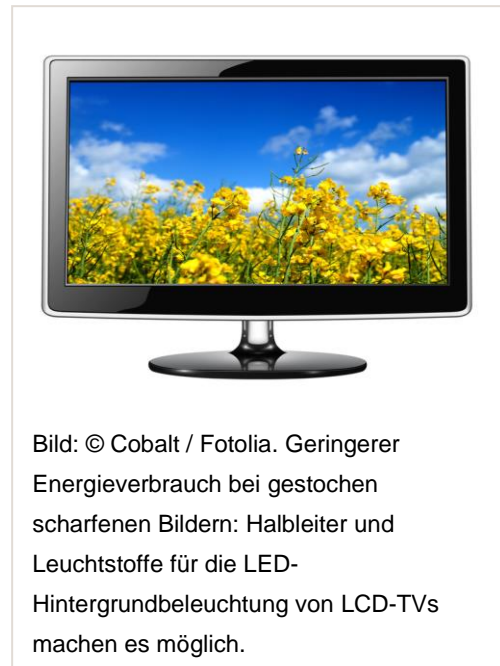 Bild: © Cobalt / Fotolia. Geringerer
Energieverbrauch bei gestochen
scharfenen Bildern: Halbleiter und
Leuchtstoffe für die LED-
Hintergrundbeleuchtung von LCD-TVs
machen es möglich.